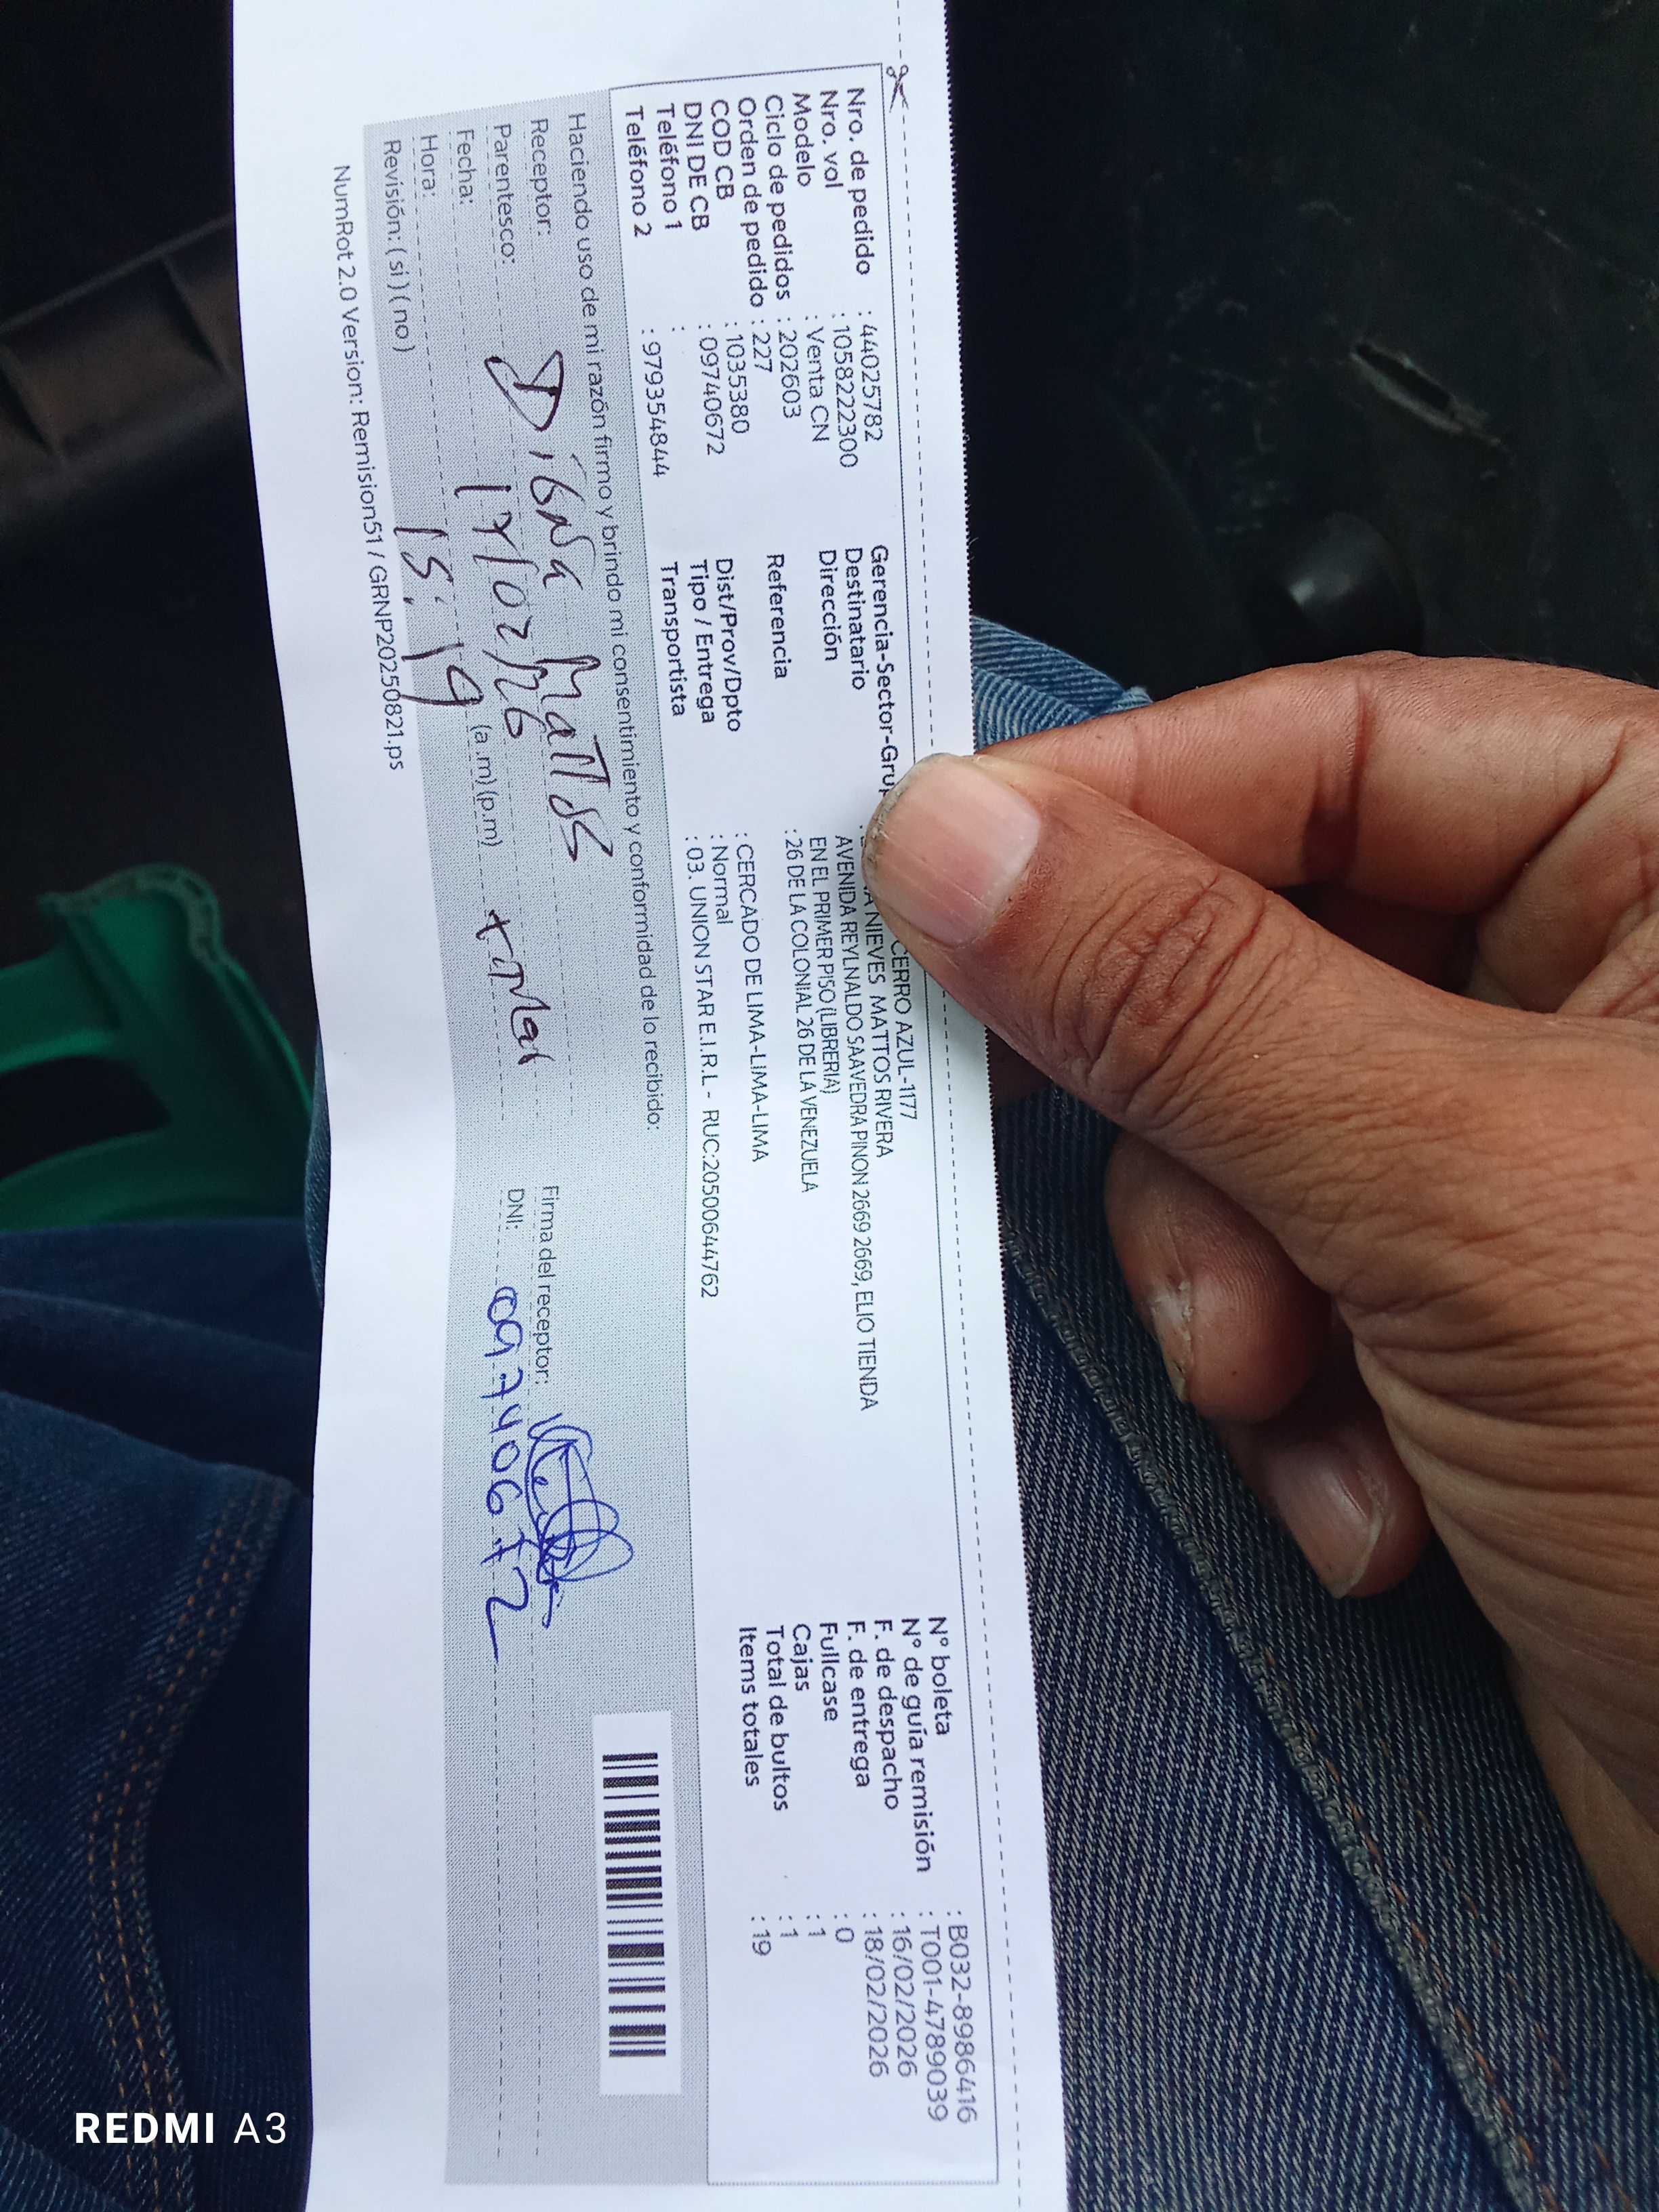 Nro. de pedido : 44025782
Nro. vol : 1058222300
Modelo : Venta CN
Ciclo de pedidos : 202603
Orden de pedido : 227
COD CB : 1035380
DNI DE CB : 09740672
Teléfono 1 :
Teléfono 2 : 979354844
Gerencia-Sector-Gru CERRO AZUL-1177
Destinatario : NIEVES MATTOS RIVERA
Dirección AVENIDA REYLNALDO SAAVEDRA PINON 2669 2669, ELIO TIENDA
EN EL PRIMER PISO (LIBRERIA)
Referencia : 26 DE LA COLONIAL 26 DE LA VENEZUELA
Dist/Prov/Dpto : CERCADO DE LIMA-LIMA-LIMA
Tipo / Entrega : Normal
Transportista : 03. UNION STAR E.I.R.L - RUC:20500644762
N° boleta : B032-8986416
N° de guía remisión : T001-4789039
F. de despacho : 16/02/2026
F. de entrega : 18/02/2026
Fullcase : 0
Cajas : 1
Total de bultos : 1
Items totales : 19
Haciendo uso de mi razón firmo y brindo mi consentimiento y conformidad de lo recibido:
Receptor: Digna Mattos
Parentesco:
Fecha: 17/02/26
Hora: 15:19 (a.m) (p.m)
Revisión: ( si ) ( no )
Firma del receptor:
DNI: 09740672
NumRot 2.0 Version: Remision51 / GRNP20250821.ps
REDMI A3